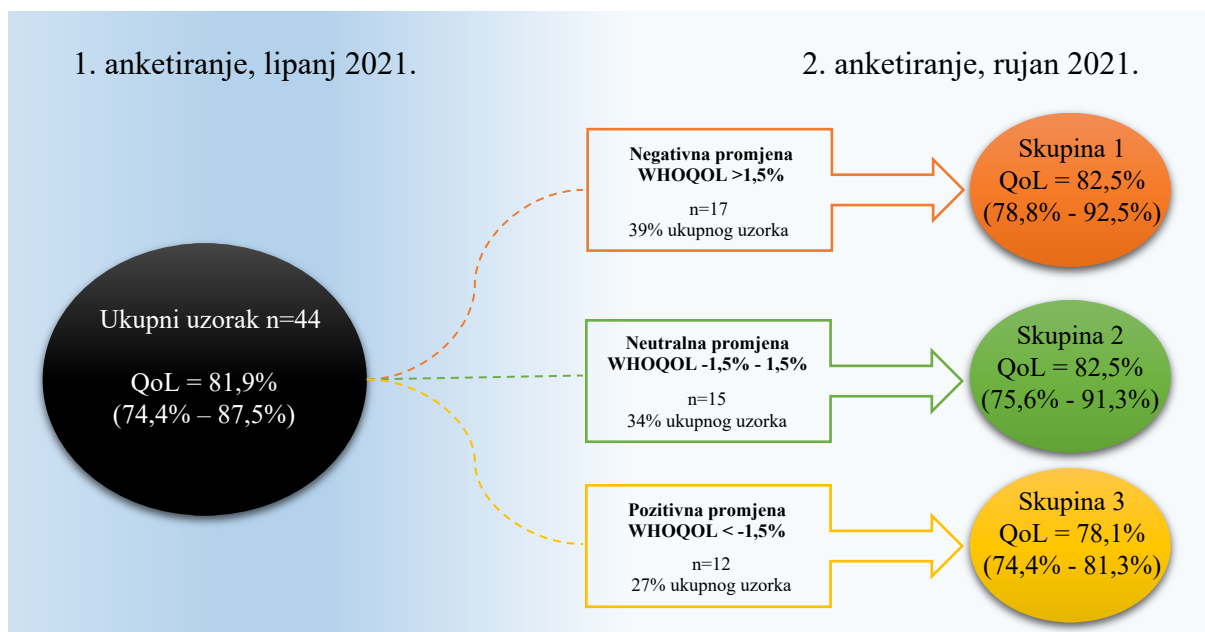 1. anketiranje, lipanj 2021.
2. anketiranje, rujan 2021.
Ukupni uzorak n=44
QoL = 81,9%
(74,4% – 87,5%)
Negativna promjena
WHOQOL >1,5%
n=17
39% ukupnog uzorka
Skupina 1
QoL = 82,5%
(78,8% - 92,5%)
Neutralna promjena
WHOQOL -1,5% - 1,5%
n=15
34% ukupnog uzorka
Skupina 2
QoL = 82,5%
(75,6% - 91,3%)
Pozitivna promjena
WHOQOL < -1,5%
n=12
27% ukupnog uzorka
Skupina 3
QoL = 78,1%
(74,4% - 81,3%)